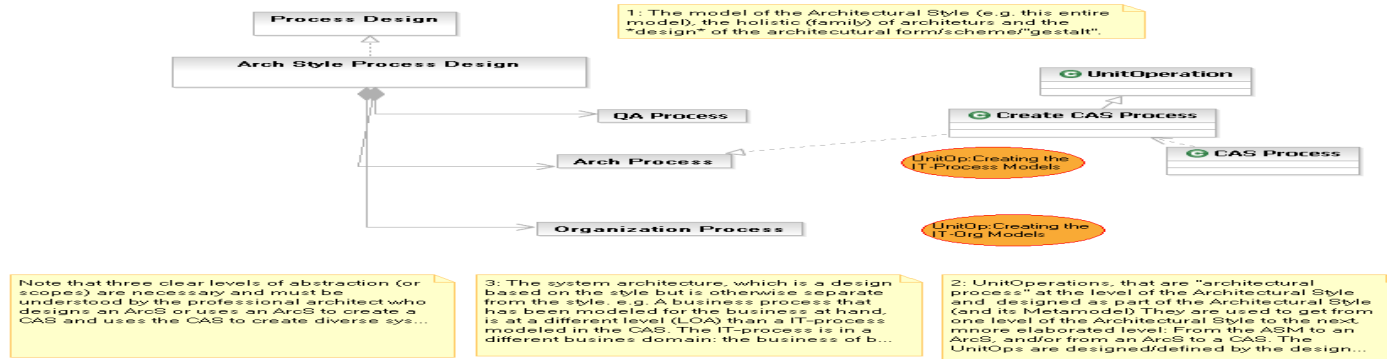 Process Design
1: The model of the Architectural Style (e.g. this entire
model), the holistic (family) of architeturs and the
*design* of the architecutural form/scheme/"gestalt".
Arch Style Process Design
UnitOperation
QA Process
Create CAS Process
Arch Process
UnitOp:Creating the
IT-Process Models
CAS Process
Organization Process
UnitOp:Creating the
IT-Org Models
Note that three clear levels of abstraction (or
scopes) are necessary and must be
understood by the professional architect who
designs an ArcS or uses an ArcS to create a
CAS and uses the CAS to create diverse sys...
3: The system architecture, which is a design
based on the style but is otherwise separate
from the style. e.g. A business process that
has been modeled for the business at hand,
is at a different level (LOA) than a IT-process
modeled in the CAS. The IT-process is in a
different busines domain: the business of b...
2: UnitOperations, that are "architectural
process" at the level of the Architectural Style
and  designed as part of the Architectural Style
(and its Metamodel) They are used to get from
one level of the Architectural Style to the next,
mnore elaborated level: From the ASM to an
ArcS, and/or from an ArcS to a CAS. The
UnitOps are designed/defined by the design...